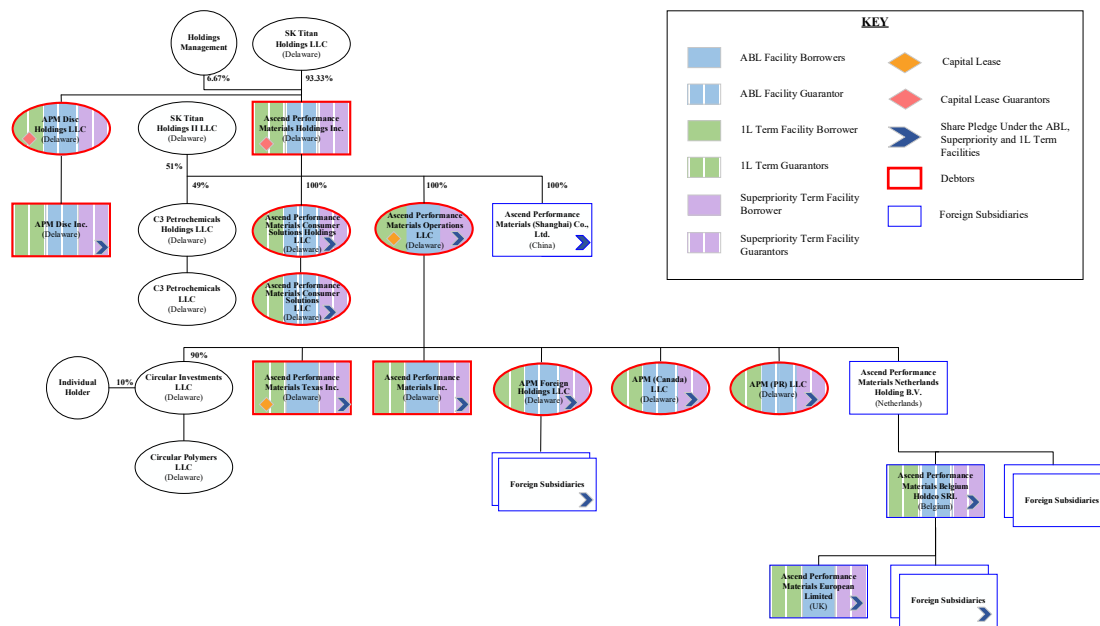 Holdings
Management
SK Titan
Holdings LLC
(Delaware)
6.67%
93.33%
APM Disc
Holdings LLC
(Delaware)
SK Titan
Holdings II LLC
(Delaware)
Ascend Performance
Materials Holdings Inc.
(Delaware)
51%
49%
100%
100%
100%
APM Disc Inc.
(Delaware)
C3 Petrochemicals
Holdings LLC
(Delaware)
Ascend Performance
Materials Consumer
Solutions Holdings
LLC
(Delaware)
Ascend Performance
Materials Operations
LLC
(Delaware)
Ascend Performance
Materials (Shanghai) Co.,
Ltd.
(China)
C3 Petrochemicals
LLC
(Delaware)
Ascend Performance
Materials Consumer
Solutions
LLC
(Delaware)
90%
Individual
Holder
10%
Circular Investments
LLC
(Delaware)
Ascend Performance
Materials Texas Inc.
(Delaware)
Ascend Performance
Materials Inc.
(Delaware)
APM Foreign
Holdings LLC
(Delaware)
APM (Canada)
LLC
(Delaware)
APM (PR) LLC
(Delaware)
Ascend Performance
Materials Netherlands
Holding B.V.
(Netherlands)
Circular Polymers
LLC
(Delaware)
Foreign Subsidiaries
Ascend Performance
Materials Belgium
Holdco SRL
(Belgium)
Foreign Subsidiaries
Ascend Performance
Materials European
Limited
(UK)
Foreign Subsidiaries
KEY
ABL Facility Borrowers
ABL Facility Guarantor
1L Term Facility Borrower
1L Term Guarantors
Superpriority Term Facility
Borrower
Superpriority Term Facility
Guarantors
Capital Lease
Capital Lease Guarantors
Share Pledge Under the ABL,
Superpriority and 1L Term
Facilities
Debtors
Foreign Subsidiaries